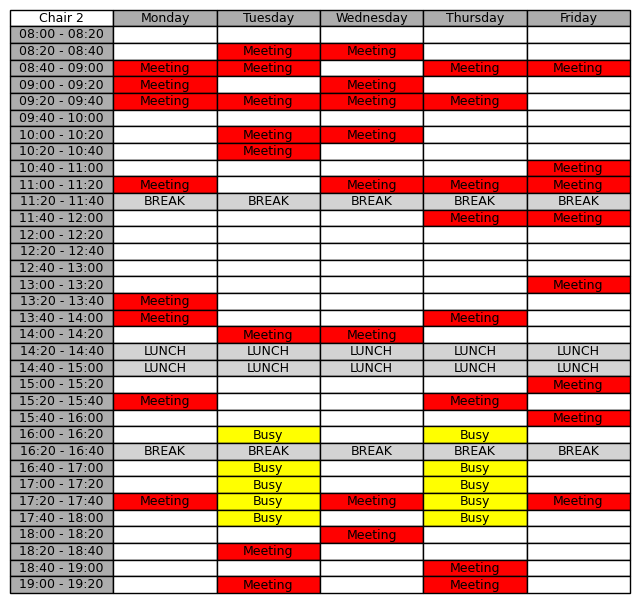 Chair 2 Monday Tuesday Wednesday Thursday Friday
08:00 - 08:20
08:20 - 08:40 Meeting Meeting
08:40 - 09:00 Meeting Meeting Meeting Meeting
09:00 - 09:20 Meeting Meeting
09:20 - 09:40 Meeting Meeting Meeting Meeting
09:40 - 10:00
10:00 - 10:20 Meeting Meeting
10:20 - 10:40 Meeting
10:40 - 11:00 Meeting
11:00 - 11:20 Meeting Meeting Meeting Meeting
11:20 - 11:40 BREAK BREAK BREAK BREAK BREAK
11:40 - 12:00 Meeting Meeting
12:00 - 12:20
12:20 - 12:40
12:40 - 13:00
13:00 - 13:20 Meeting
13:20 - 13:40 Meeting
13:40 - 14:00 Meeting Meeting
14:00 - 14:20 Meeting Meeting
14:20 - 14:40 LUNCH LUNCH LUNCH LUNCH LUNCH
14:40 - 15:00 LUNCH LUNCH LUNCH LUNCH LUNCH
15:00 - 15:20 Meeting
15:20 - 15:40 Meeting Meeting
15:40 - 16:00 Meeting
16:00 - 16:20 Busy Busy
16:20 - 16:40 BREAK BREAK BREAK BREAK BREAK
16:40 - 17:00 Busy Busy
17:00 - 17:20 Busy Busy
17:20 - 17:40 Meeting Busy Meeting Busy Meeting
17:40 - 18:00 Busy Busy
18:00 - 18:20 Meeting
18:20 - 18:40 Meeting
18:40 - 19:00 Meeting
19:00 - 19:20 Meeting Meeting